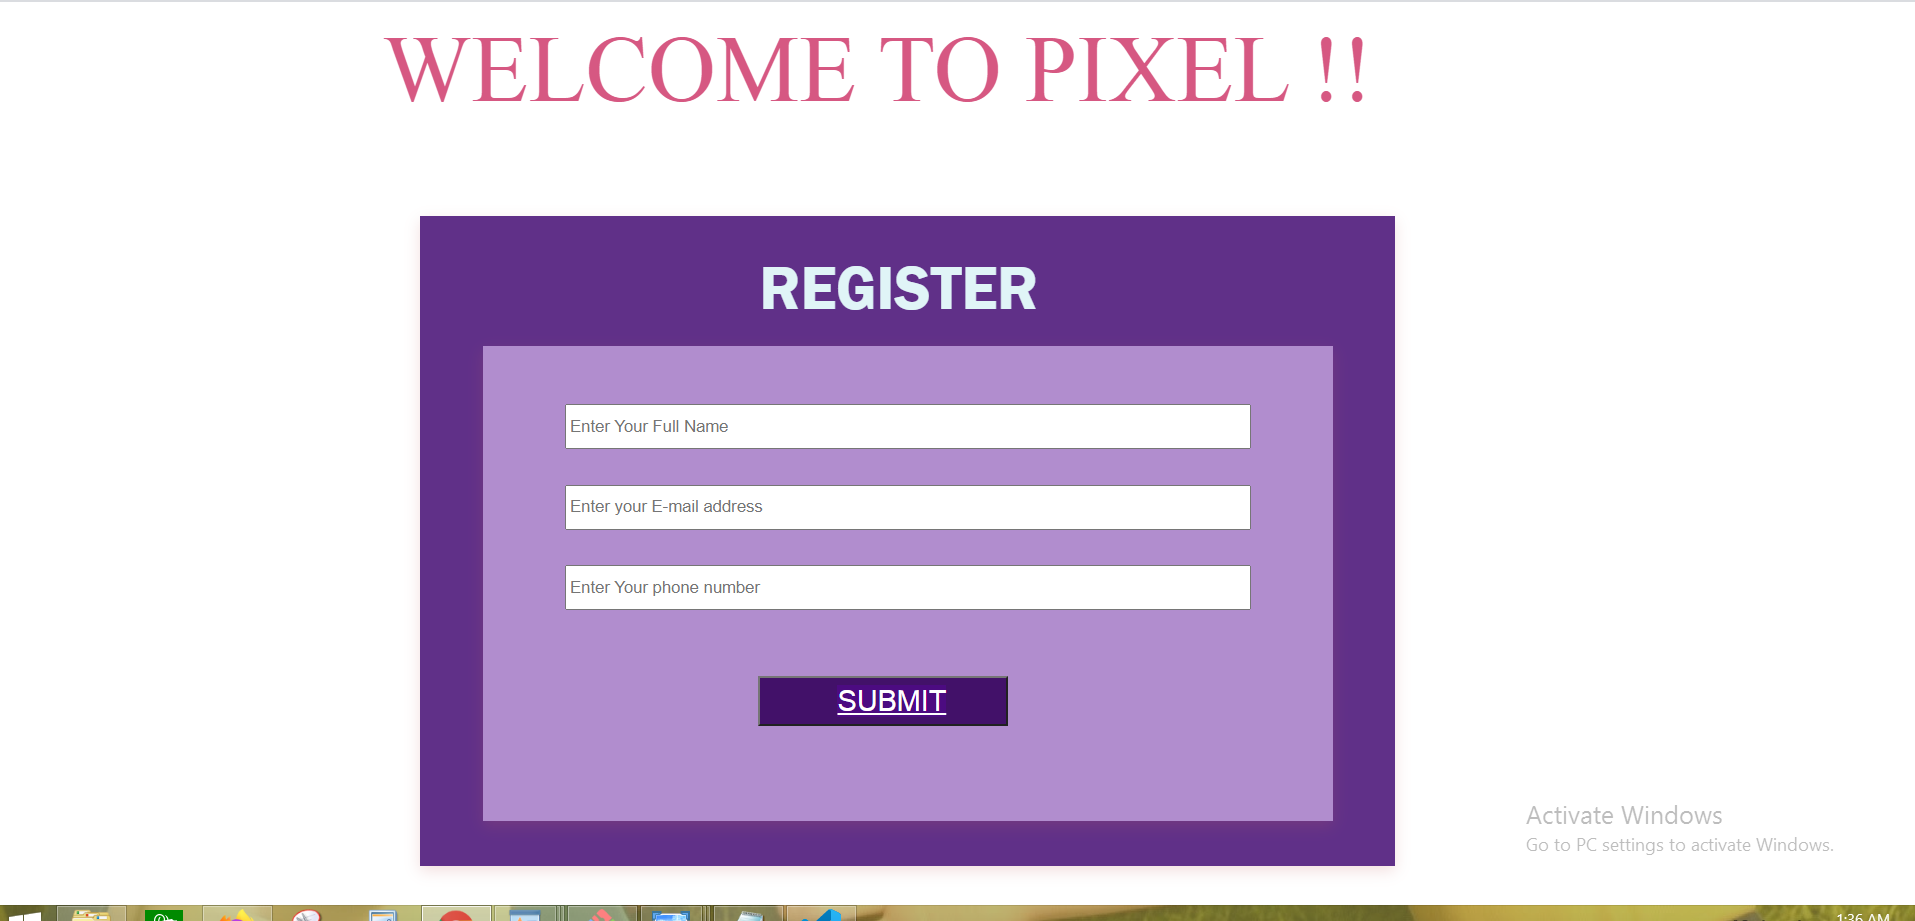 WELCOME TO PIXEL !!
REGISTER
Enter Your Full Name
Enter your E-mail address
Enter Your phone number
SUBMIT
Activate Windows
Go to PC settings to activate Windows.
1:36 AM